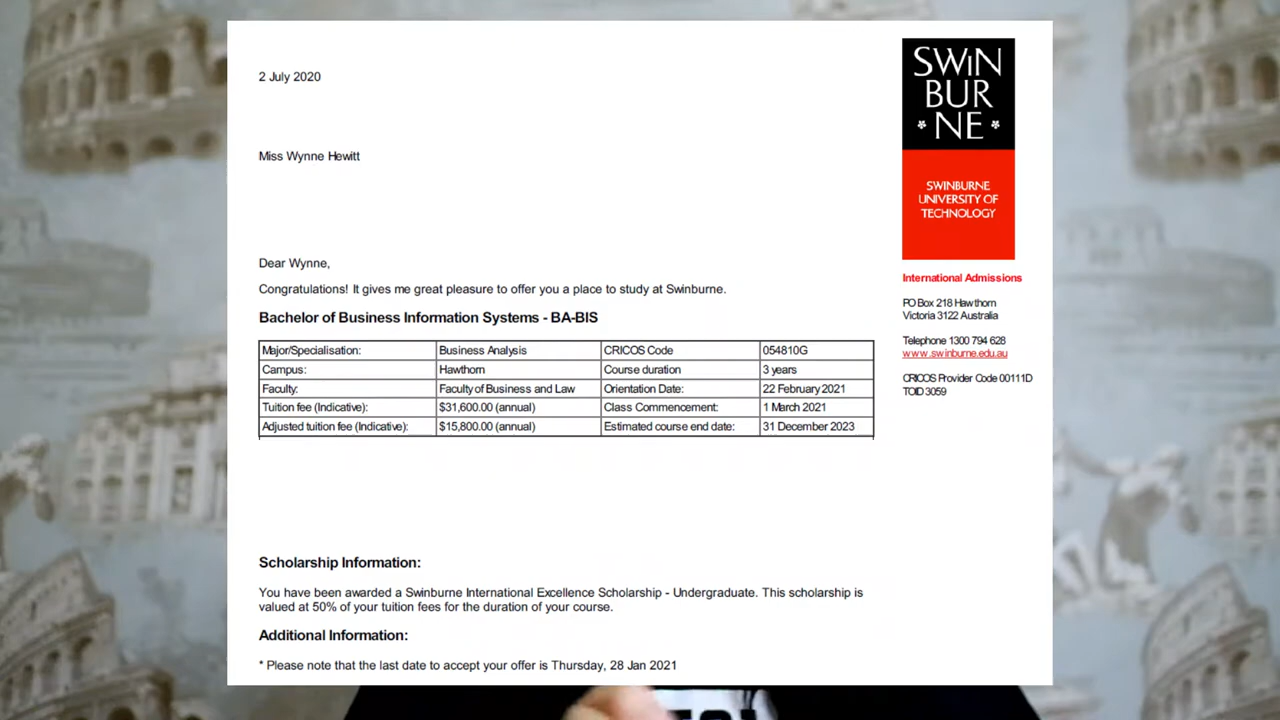 2 July 2020
SWIN
BUR
* NE *
SWINBURNE
UNIVERSITY OF
TECHNOLOGY
Miss Wynne Hewitt
Dear Wynne,
Congratulations! It gives me great pleasure to offer you a place to study at Swinburne.
Bachelor of Business Information Systems - BA-BIS
Major/Specialisation: Business Analysis CRICOS Code 054810G
Campus: Hawthorn Course duration 3 years
Faculty: Faculty of Business and Law Orientation Date: 22 February 2021
Tuition fee (Indicative): $31,600.00 (annual) Class Commencement: 1 March 2021
Adjusted tuition fee (Indicative): $15,800.00 (annual) Estimated course end date: 31 December 2023
International Admissions
PO Box 218 Hawthorn
Victoria 3122 Australia
Telephone 1300 794 628
www.swinburne.edu.au
CRICOS Provider Code 00111D
TOID 3059
Scholarship Information:
You have been awarded a Swinburne International Excellence Scholarship - Undergraduate. This scholarship is
valued at 50% of your tuition fees for the duration of your course.
Additional Information:
* Please note that the last date to accept your offer is Thursday, 28 Jan 2021